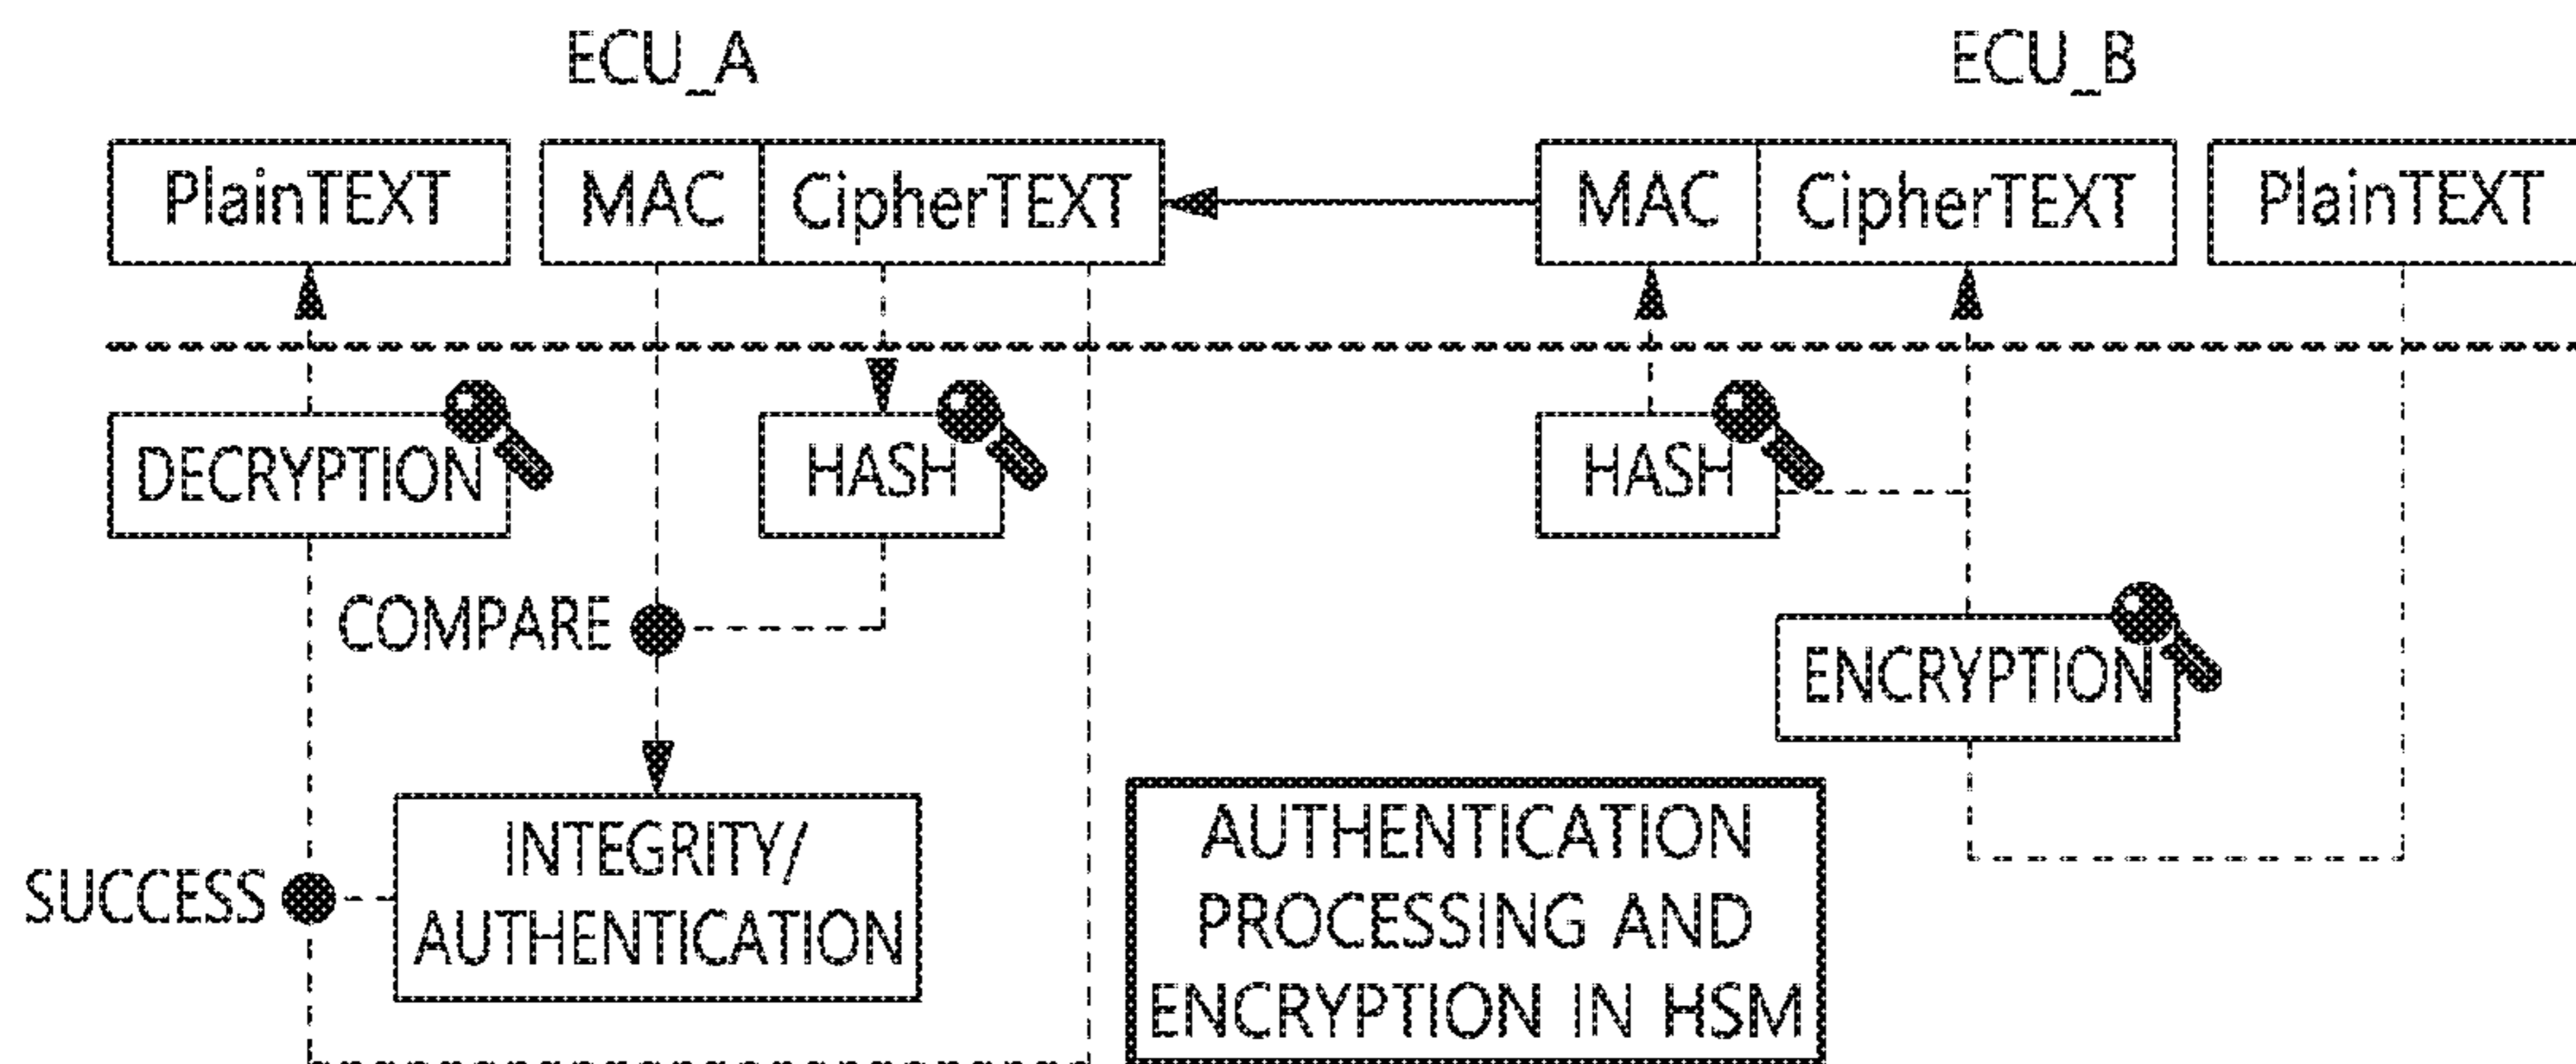 ECU_A
ECU_B
PlainTEXT
MAC
CipherTEXT
MAC
CipherTEXT
PlainTEXT
DECRYPTION
HASH
HASH
COMPARE
ENCRYPTION
SUCCESS
INTEGRITY/
AUTHENTICATION
AUTHENTICATION
PROCESSING AND
ENCRYPTION IN HSM